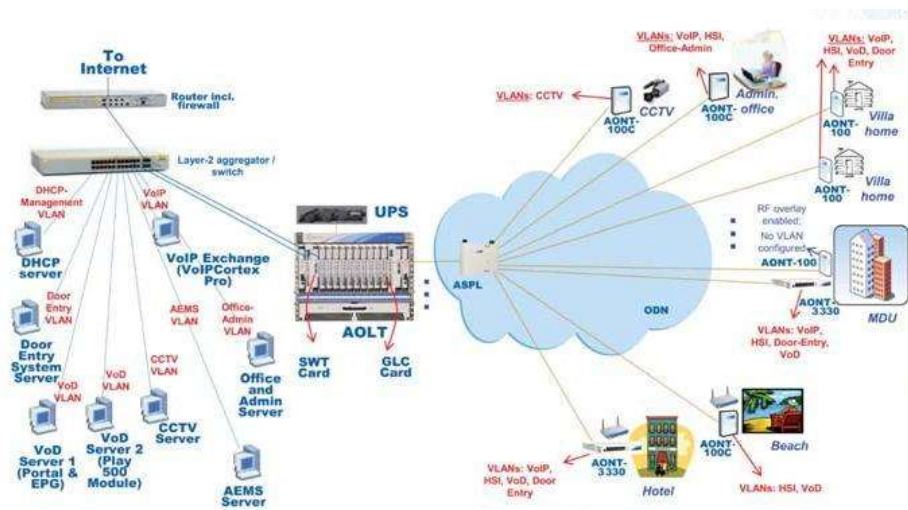 To
Internet
Router incl.
firewall
Layer-2 aggregator /
switch
DHCP-
Management
VLAN
VoIP
VLAN
DHCP
server
VoIP Exchange
(VoIPCortex
Pro)
Door
Entry
VLAN
AEMS
VLAN
Office-
Admin
VLAN
Door
Entry
System
Server
VoD
VLAN
VoD
VLAN
CCTV
VLAN
Office
and
Admin
Server
VoD
Server 1
(Portal &
EPG)
VoD
Server 2
(Play
500
Module)
CCTV
Server
AEMS
Server
UPS
AOLT
SWT
Card
GLC
Card
ASPL
ODN
VLANs: CCTV
AONT-
100C
CCTV
VLANs: VoIP, HSI,
Office-Admin
AONT-
100C
Admin.
office
VLANs: VoIP,
HSI, VoD, Door
Entry
AONT-
100
Villa
home
AONT-
100
Villa
home
RF overlay
enabled;
No VLAN
configured
AONT-100
AONT-
3330
MDU
VLANs: VoIP,
HSI, Door-Entry,
VoD
AONT-
100C
Beach
VLANs: HSI, VoD
VLANs: VoIP,
HSI, VoD, Door
Entry
AONT-
3330
Hotel